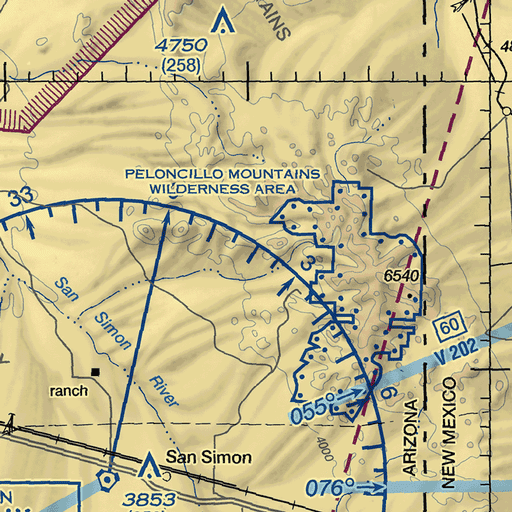 4750
(258)
PELONCILLO MOUNTAINS
WILDERNESS AREA
33
3
6540
60
V 202
San
Simon
River
ranch
6
055°
ARIZONA
NEW MEXICO
4000
San Simon
3853
076°